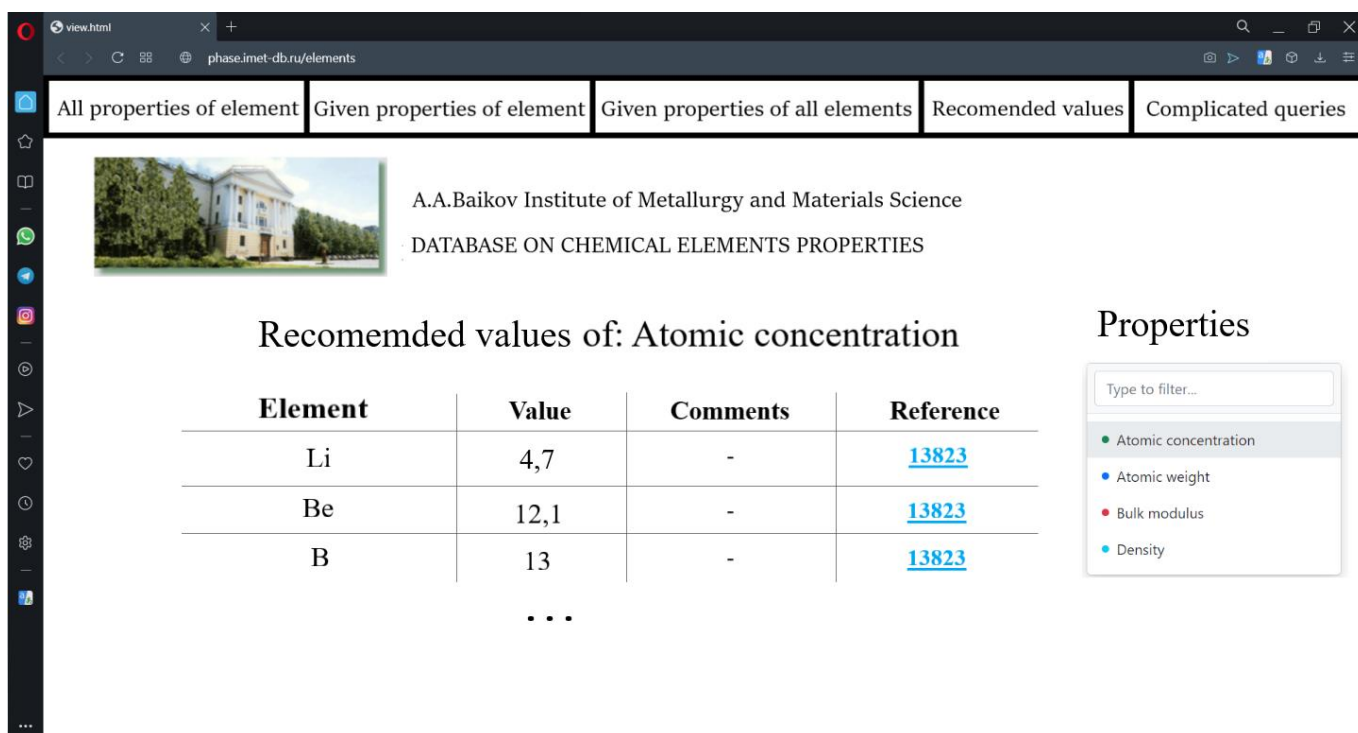 view.html
phase.imet-db.ru/elements
All properties of element Given properties of element Given properties of all elements Recomended values Complicated queries
A.A.Baikov Institute of Metallurgy and Materials Science
DATABASE ON CHEMICAL ELEMENTS PROPERTIES
Recomemded values of: Atomic concentration
Element Value Comments Reference
Li 4,7 - 13823
Be 12,1 - 13823
B 13 - 13823
...
Properties
Type to filter...
Atomic concentration
Atomic weight
Bulk modulus
Density